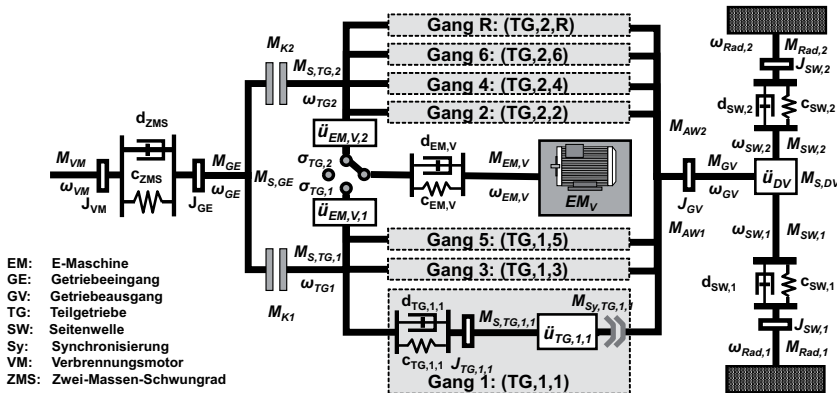 Gang R: (TG,2,R)
Gang 6: (TG,2,6)
Gang 4: (TG,2,4)
Gang 2: (TG,2,2)
M_K2
M_S,TG,2
ω_TG2
ü_EM,V,2
σ_TG,2
σ_TG,1
ü_EM,V,1
d_EM,V
c_EM,V
M_EM,V
ω_EM,V
EM_V
d_ZMS
c_ZMS
M_VM
ω_VM
J_VM
J_GE
M_GE
ω_GE
M_S,GE
M_AW2
M_AW1
J_GV
M_GV
ω_GV
ü_DV
M_S,DV
ω_Rad,2
M_Rad,2
J_SW,2
d_SW,2
c_SW,2
ω_SW,2
M_SW,2
ω_SW,1
M_SW,1
d_SW,1
c_SW,1
J_SW,1
ω_Rad,1
M_Rad,1
M_S,TG,1
ω_TG1
M_K1
Gang 5: (TG,1,5)
Gang 3: (TG,1,3)
d_TG,1,1
c_TG,1,1
J_TG,1,1
M_S,TG,1,1
ü_TG,1,1
M_Sy,TG,1,1
Gang 1: (TG,1,1)
EM: E-Maschine
GE: Getriebeeingang
GV: Getriebeausgang
TG: Teilgetriebe
SW: Seitenwelle
Sy: Synchronisierung
VM: Verbrennungsmotor
ZMS: Zwei-Massen-Schwungrad